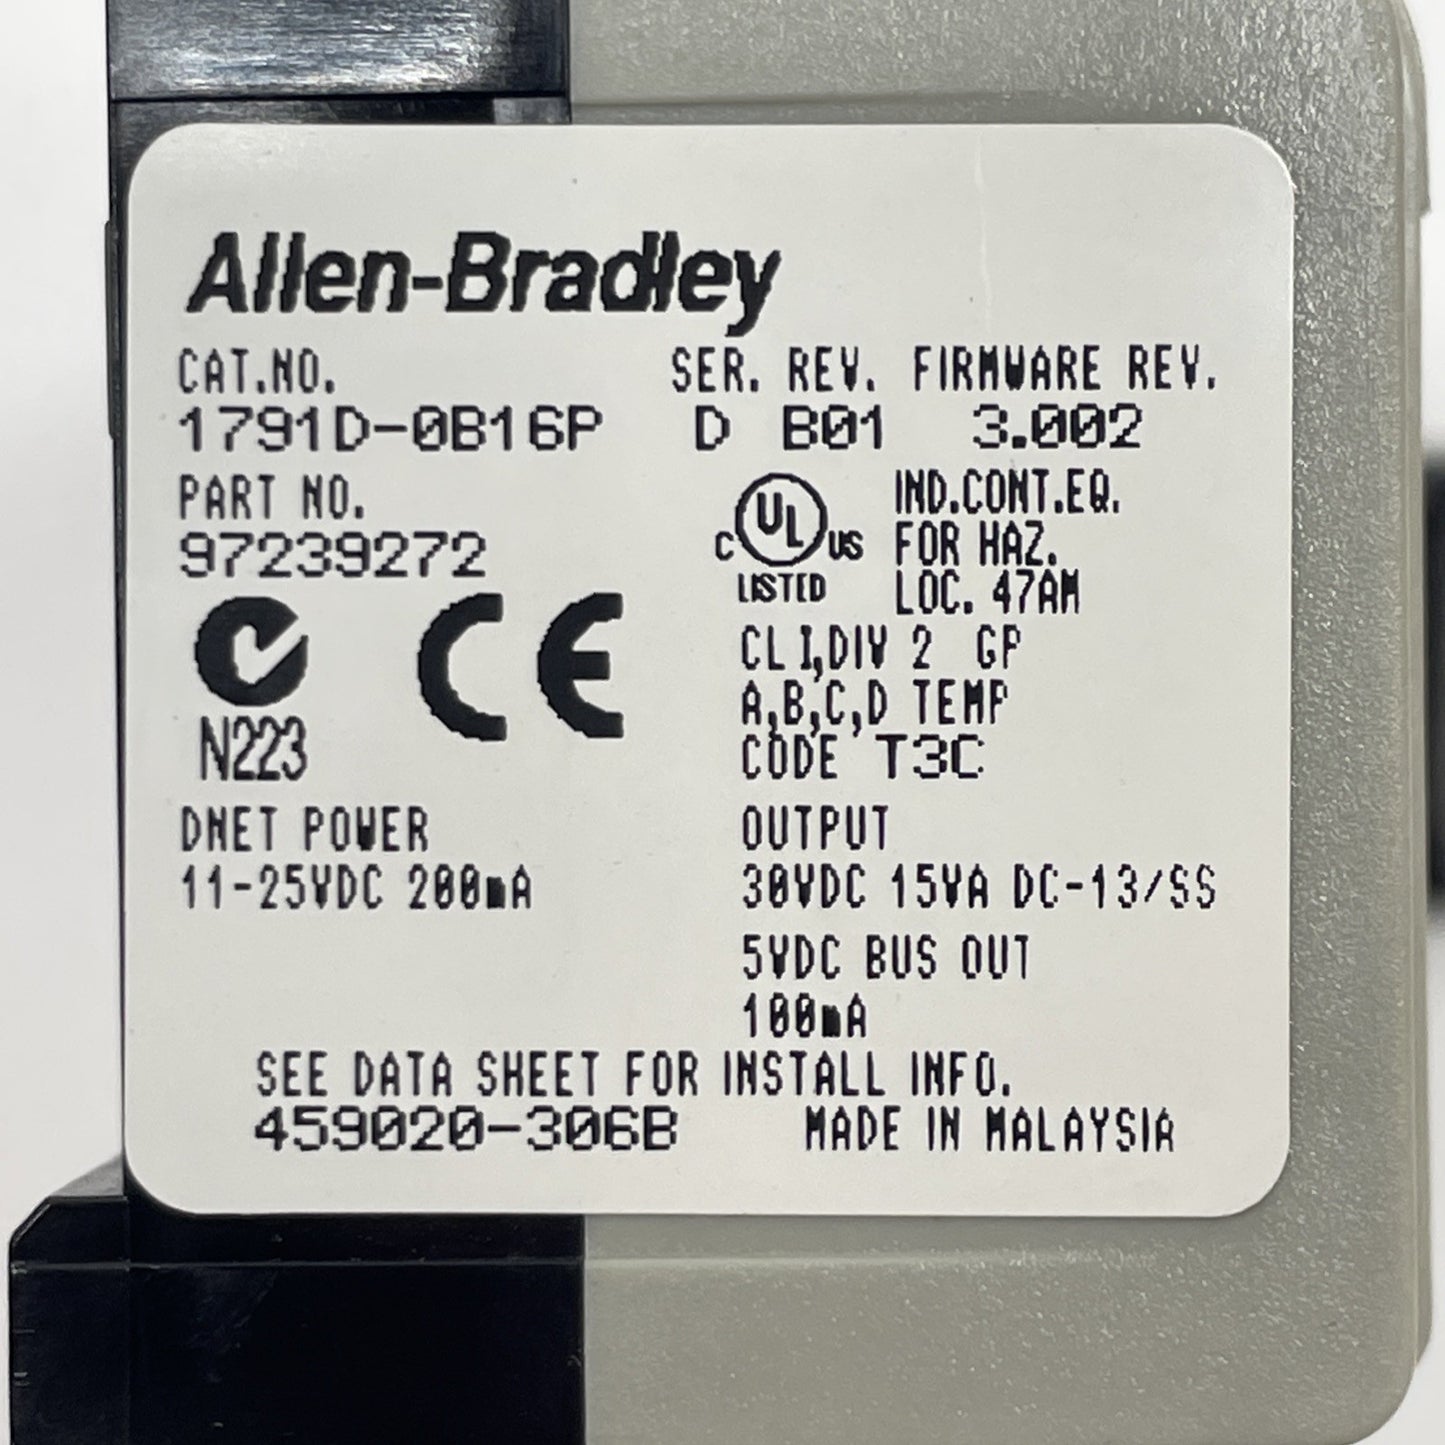 Allen-Bradley
CAT.NO. SER. REV. FIRMWARE REV.
1791D-0B16P D B01 3.002
PART NO.
97239272
C UL US
LISTED
IND.CONT.EQ.
FOR HAZ.
LOC. 47AM
CL I,DIV 2 GP
A,B,C,D TEMP
CODE T3C
CE
N223
DNET POWER
11-25VDC 200mA
OUTPUT
30VDC 15VA DC-13/SS
5VDC BUS OUT
100mA
SEE DATA SHEET FOR INSTALL INFO.
459020-306B MADE IN MALAYSIA